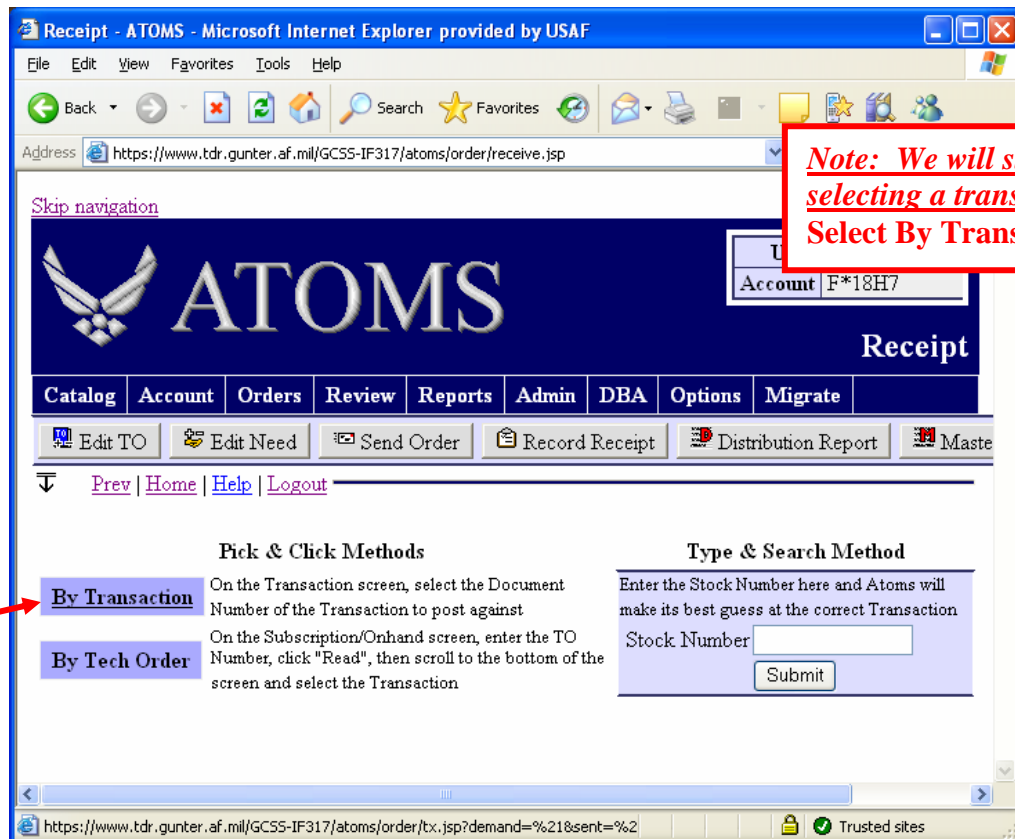 Receipt - ATOMS - Microsoft Internet Explorer provided by USAF
File Edit View Favorites Tools Help
Back Search Favorites
Address https://www.tdr.gunter.af.mil/GCSS-IF317/atoms/order/receive.jsp
Note: We will
selecting a
Select By
Skip navigation
ATOMS
Account F*18H7
Receipt
Catalog Account Orders Review Reports Admin DBA Options Migrate
Edit TO Edit Need Send Order Record Receipt Distribution Report
Prev | Home | Help | Logout
Pick & Click Methods
By Transaction
On the Transaction screen, select the Document
Number of the Transaction to post against
By Tech Order
On the Subscription/Onhand screen, enter the TO
Number, click "Read", then scroll to the bottom of the
screen and select the Transaction
Type & Search Method
Enter the Stock Number here and Atoms will
make its best guess at the correct Transaction
Stock Number
Submit
https://www.tdr.gunter.af.mil/GCSS-IF317/atoms/order/tx.jsp?demand=%21&sent=%2
Trusted sites